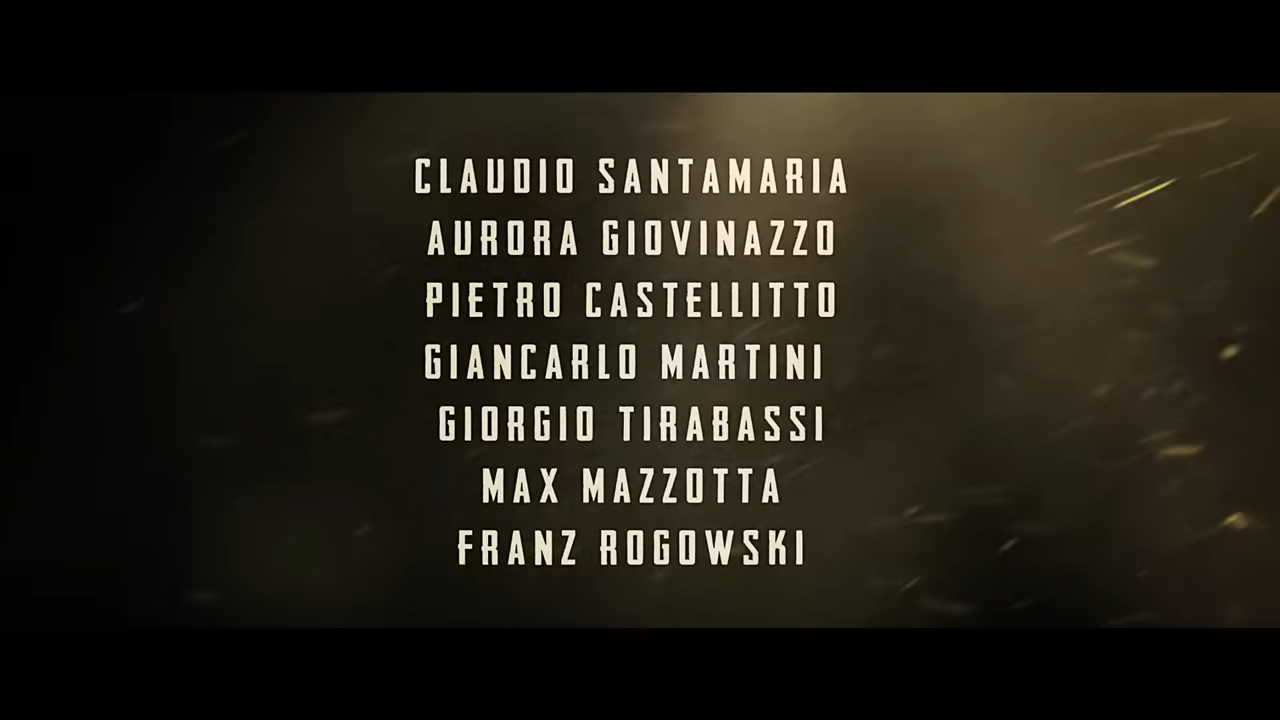 CLAUDIO SANTAMARIA
AURORA GIOVINAZZO
PIETRO CASTELLITTO
GIANCARLO MARTINI
GIORGIO TIRABASSI
MAX MAZZOTTA
FRANZ ROGOWSKI